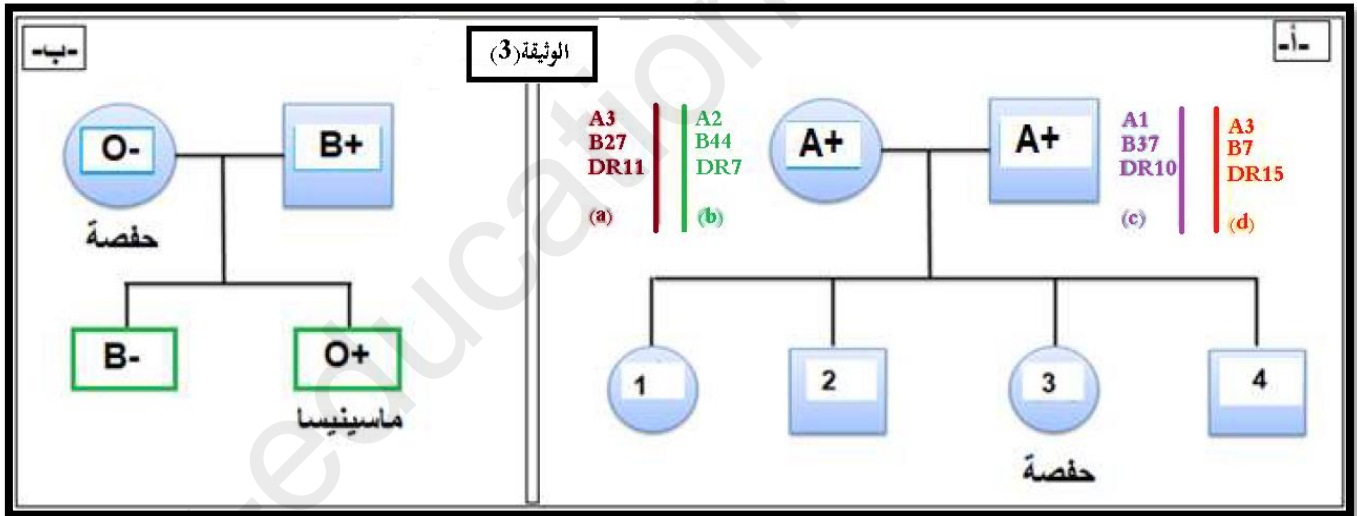 الوثيقة(3)
-أ-
-ب-
A3
B27
DR11
(a)
A2
B44
DR7
(b)
A+
A+
A1
B37
DR10
(c)
A3
B7
DR15
(d)
1
2
3
4
حفصة
O-
B+
حفصة
B-
O+
ماسينيسا
education